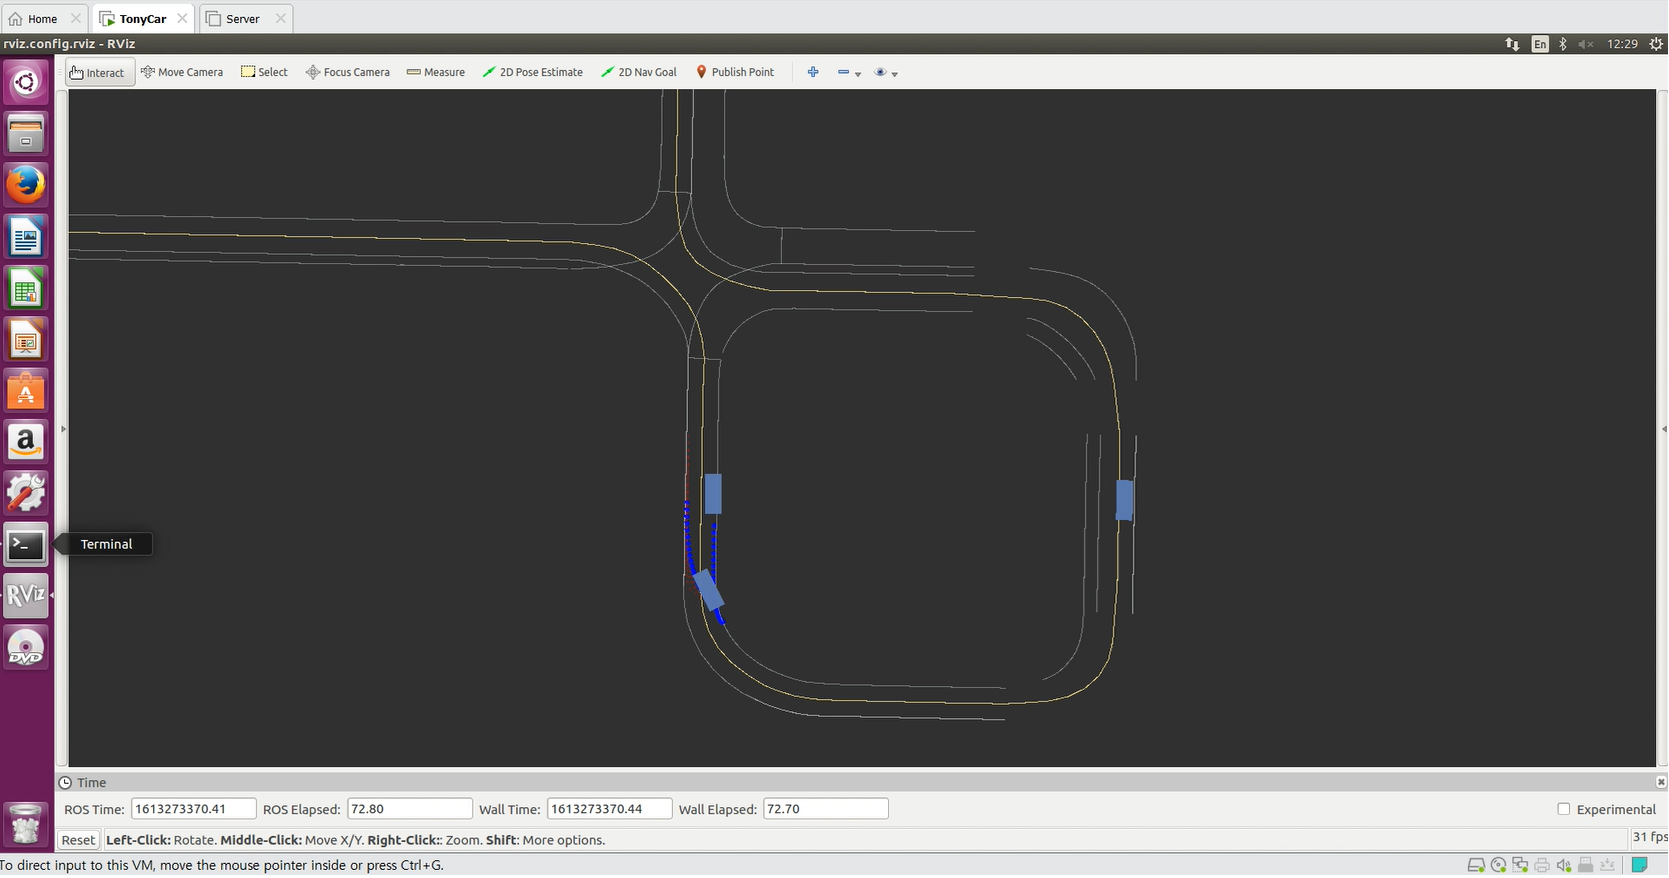 Home
TonyCar
Server
rviz.config.rviz - RViz
En
12:29
Interact
Move Camera
Select
Focus Camera
Measure
2D Pose Estimate
2D Nav Goal
Publish Point
a
Terminal
RViz
DVD
Time
ROS Time: 1613273370.41 ROS Elapsed: 72.80 Wall Time: 1613273370.44 Wall Elapsed: 72.70 Experimental
Reset Left-Click: Rotate. Middle-Click: Move X/Y. Right-Click:: Zoom. Shift: More options. 31 fps
To direct input to this VM, move the mouse pointer inside or press Ctrl+G.